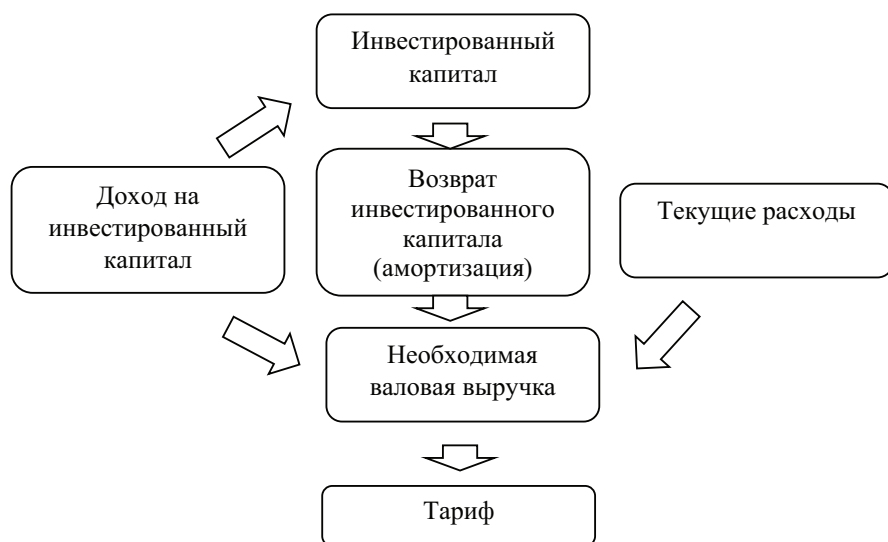 Инвестированный
капитал
Доход на
инвестированный
капитал
Возврат
инвестированного
капитала
(амортизация)
Текущие расходы
Необходимая
валовая выручка
Тариф